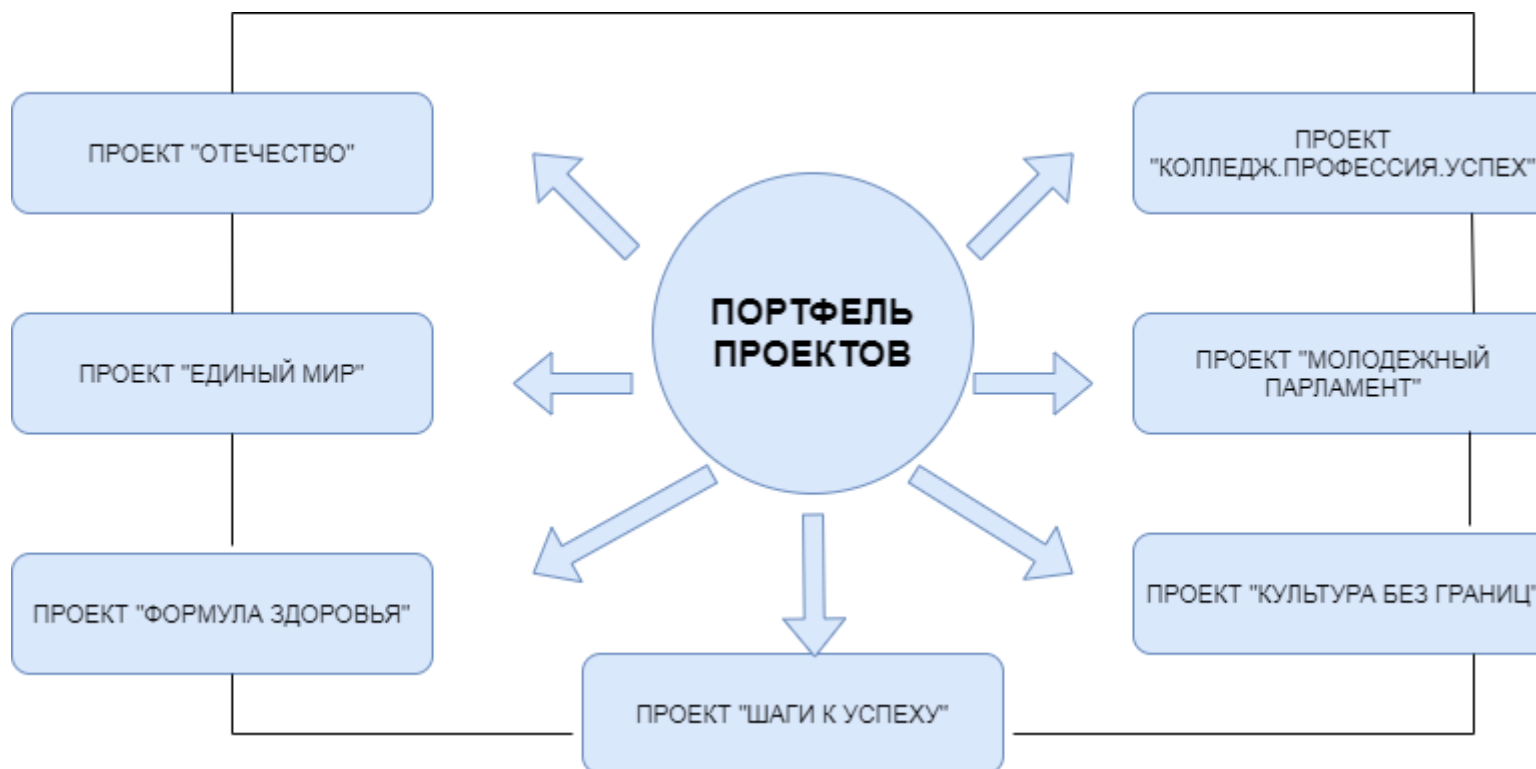 ПРОЕКТ "ОТЕЧЕСТВО"
ПРОЕКТ
"КОЛЛЕДЖ.ПРОФЕССИЯ.УСПЕХ"
ПОРТФЕЛЬ
ПРОЕКТОВ
ПРОЕКТ "ЕДИНЫЙ МИР"
ПРОЕКТ "МОЛОДЕЖНЫЙ
ПАРЛАМЕНТ"
ПРОЕКТ "ФОРМУЛА ЗДОРОВЬЯ"
ПРОЕКТ "КУЛЬТУРА БЕЗ ГРАНИЦ"
ПРОЕКТ "ШАГИ К УСПЕХУ"